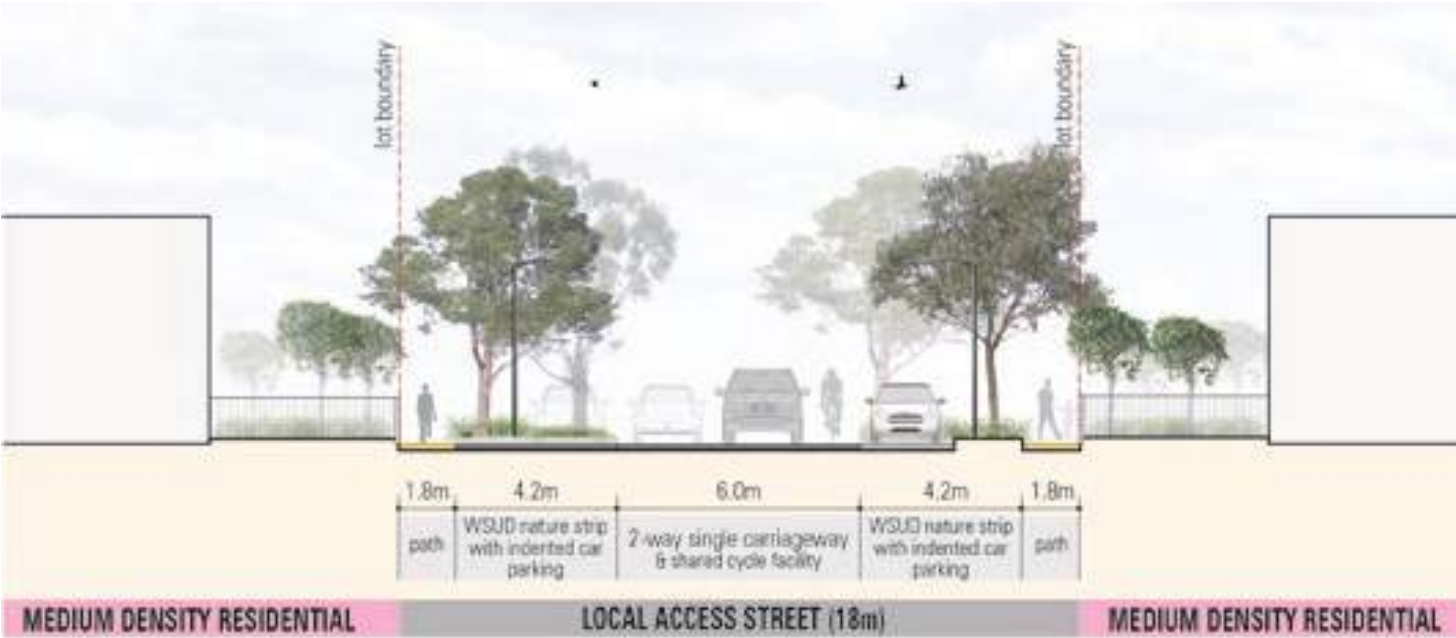 lot boundary
lot boundary
1.8m
4.2m
6.0m
4.2m
1.8m
path
WSUD nature strip
with indented car
parking
2-way single carriageway
& shared cycle facility
WSUD nature strip
with indented car
parking
path
MEDIUM DENSITY RESIDENTIAL
LOCAL ACCESS STREET (18m)
MEDIUM DENSITY RESIDENTIAL